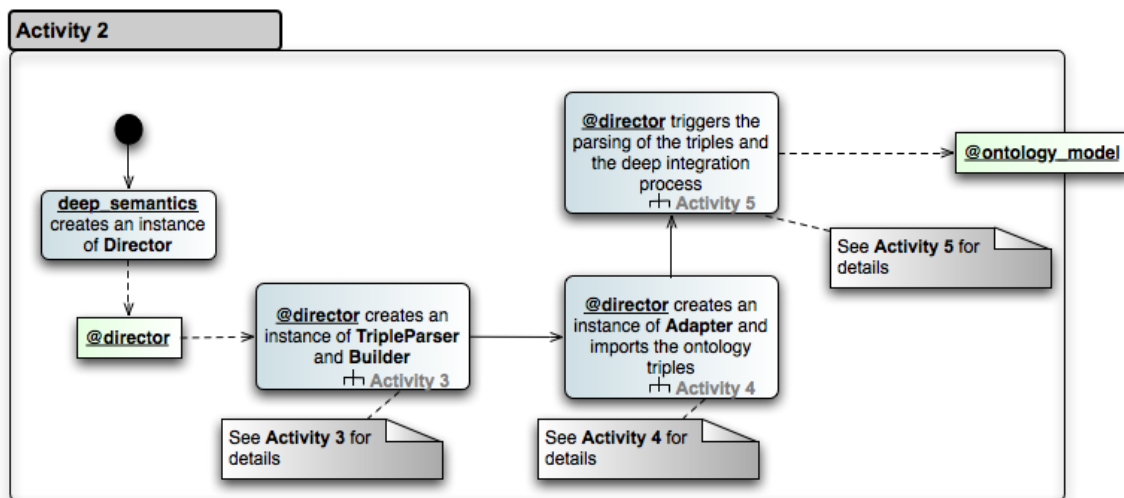 Activity 2
deep_semantics
creates an instance
of Director
@director
@director creates an
instance of TripleParser
and Builder
Activity 3
See Activity 3 for
details
@director creates an
instance of Adapter and
imports the ontology
triples
Activity 4
See Activity 4 for
details
@director triggers the
parsing of the triples and
the deep integration
process
Activity 5
See Activity 5 for
details
@ontology_model